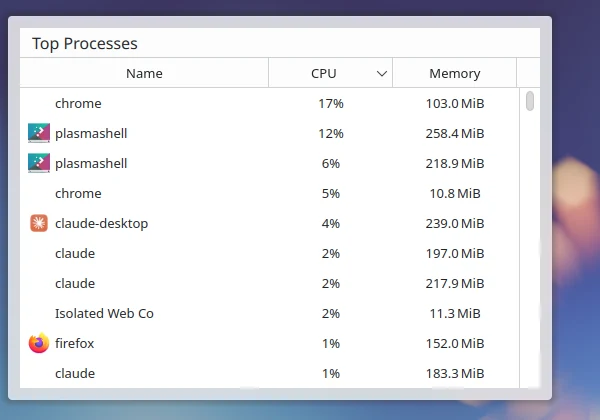 Top Processes
Name CPU Memory
chrome 17% 103.0 MiB
plasmashell 12% 258.4 MiB
plasmashell 6% 218.9 MiB
chrome 5% 10.8 MiB
claude-desktop 4% 239.0 MiB
claude 2% 197.0 MiB
claude 2% 217.9 MiB
Isolated Web Co 2% 11.3 MiB
firefox 1% 152.0 MiB
claude 1% 183.3 MiB